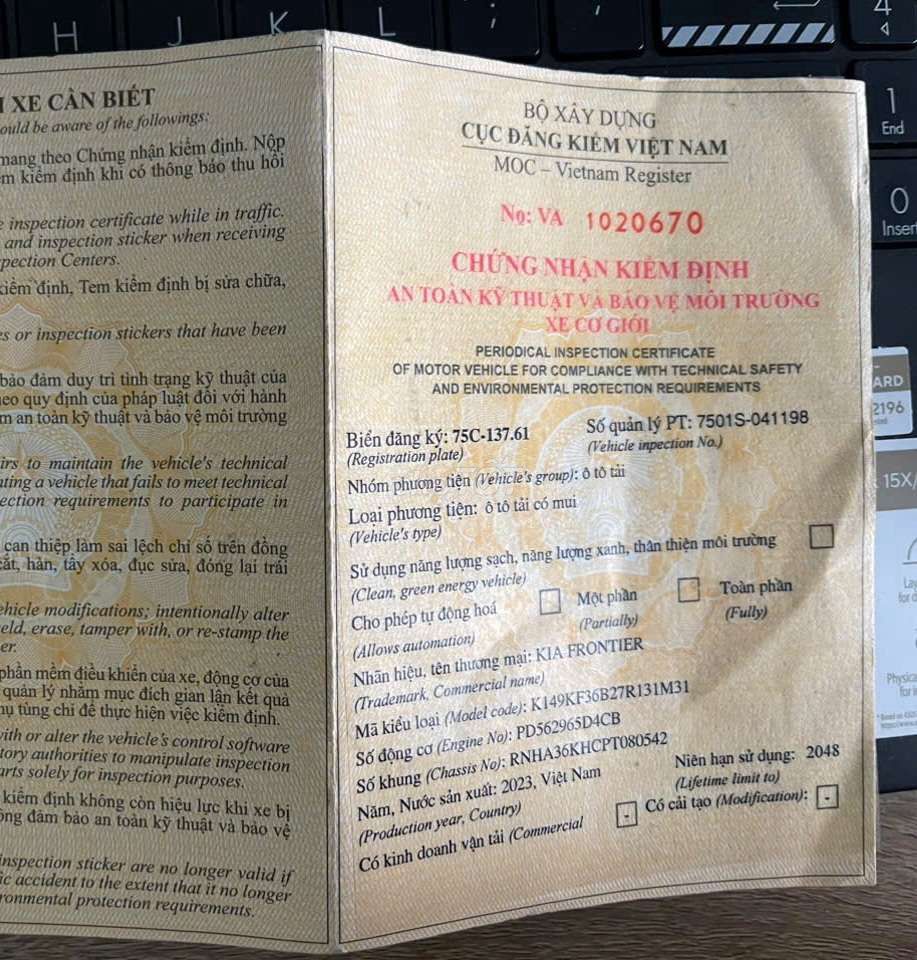 H
J
K
L
;
'
4
1
End
0
Inser
ARD
2196
15X/
XE CẦN BIẾT
ould be aware of the followings:
mang theo Chứng nhận kiểm định. Nộp
m kiểm định khi có thông báo thu hồi
inspection certificate while in traffic.
and inspection sticker when receiving
pection Centers.
kiểm định, Tem kiểm định bị sửa chữa,
es or inspection stickers that have been
bảo đảm duy trì tình trạng kỹ thuật của
heo quy định của pháp luật đối với hành
m an toàn kỹ thuật và bảo vệ môi trường
irs to maintain the vehicle's technical
ating a vehicle that fails to meet technical
ection requirements to participate in
can thiệp làm sai lệch chỉ số trên đồng
cắt, hàn, tẩy xóa, đục sửa, đóng lại trái
hicle modifications; intentionally alter
eld, erase, tamper with, or re-stamp the
er.
phần mềm điều khiển của xe, động cơ của
quản lý nhằm mục đích gian lận kết quả
hụ tùng chỉ để thực hiện việc kiểm định.
with or alter the vehicle's control software
tory authorities to manipulate inspection
arts solely for inspection purposes.
kiểm định không còn hiệu lực khi xe bị
ông đảm bảo an toàn kỹ thuật và bảo vệ
inspection sticker are no longer valid if
ic accident to the extent that it no longer
ronmental protection requirements.
BỘ XÂY DỰNG
CỤC ĐĂNG KIỂM VIỆT NAM
MOC – Vietnam Register
Nọ: VA 1020670
CHỨNG NHẬN KIỂM ĐỊNH
AN TOÀN KỸ THUẬT VÀ BẢO VỆ MÔI TRƯỜNG
XE CƠ GIỚI
PERIODICAL INSPECTION CERTIFICATE
OF MOTOR VEHICLE FOR COMPLIANCE WITH TECHNICAL SAFETY
AND ENVIRONMENTAL PROTECTION REQUIREMENTS
Biển đăng ký: 75C-137.61 Số quản lý PT: 7501S-041198
(Registration plate) (Vehicle inpection No.)
Nhóm phương tiện (Vehicle's group): ô tô tải
Loại phương tiện: ô tô tải có mui
(Vehicle's type)
Sử dụng năng lượng sạch, năng lượng xanh, thân thiện môi trường
(Clean, green energy vehicle)
Cho phép tự động hoá Một phần Toàn phần
(Allows automation) (Partially) (Fully)
Nhãn hiệu, tên thương mại: KIA FRONTIER
(Trademark, Commercial name)
Mã kiểu loại (Model code): K149KF36B27R131M31
Số động cơ (Engine No): PD562965D4CB
Số khung (Chassis No): RNHA36KHCPT080542
Năm, Nước sản xuất: 2023, Việt Nam Niên hạn sử dụng: 2048
(Production year, Country) (Lifetime limit to)
Có kinh doanh vận tải (Commercial - Có cải tạo (Modification): -